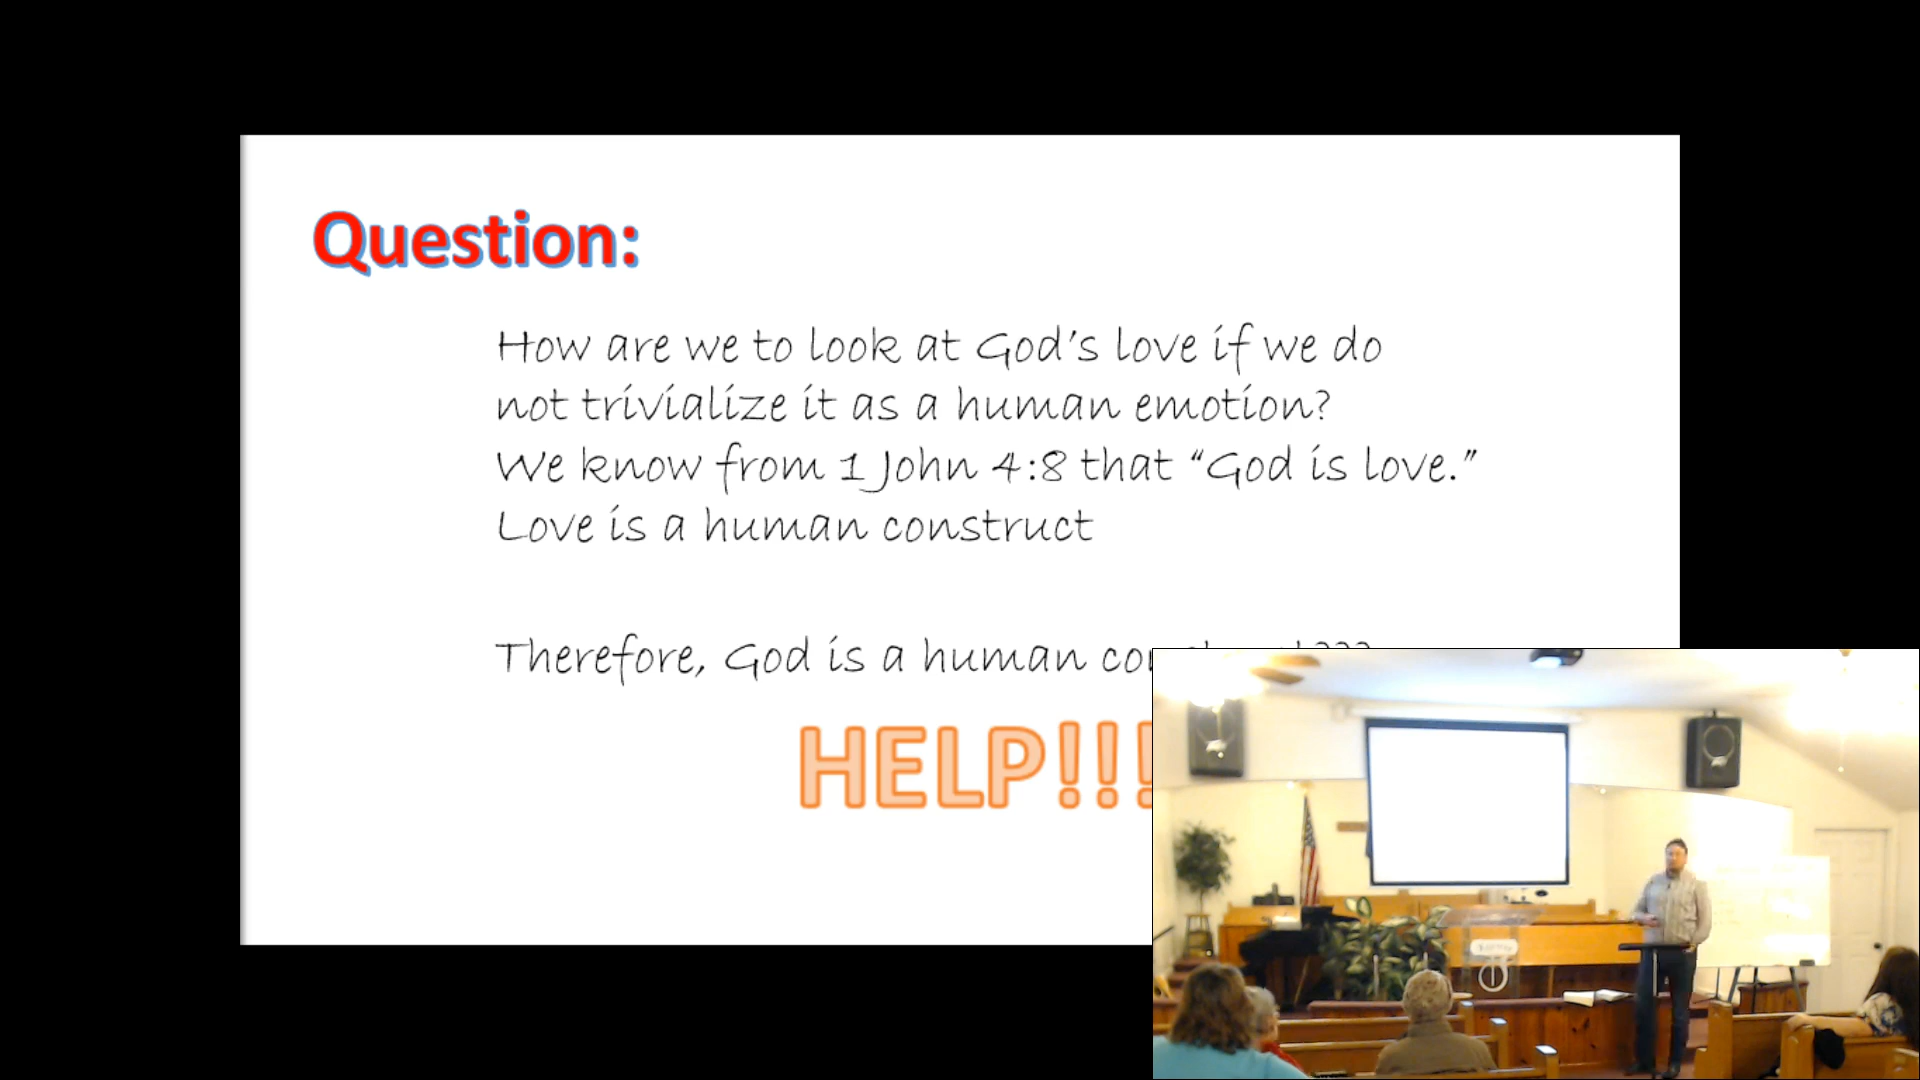 Question:
How are we to look at God's love if we do
not trivialize it as a human emotion?
We know from 1 John 4:8 that “God is love.”
Love is a human construct
Therefore, God is a human
HELP!!!